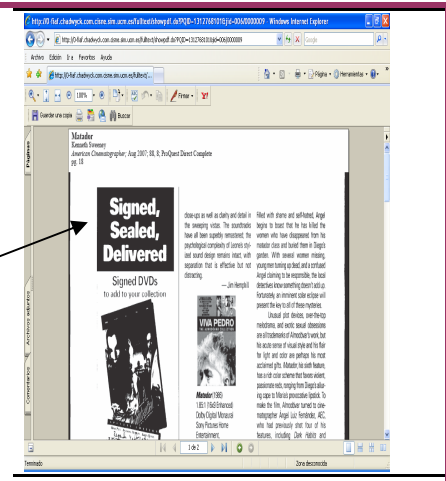 http://0-fiaf.chadwyck.com.cisne.sim.ucm.es/fulltext/showpdf.do?PQID=1312768101&jid=006/0000009 - Windows Internet Explorer
Google
Archivo Edición Ir a Favoritos Ayuda
Página Herramientas
100% Firmar Y!
Guardar una copia Buscar
Páginas
Archivos adjuntos
Comentarios
Matador
Kenneth Sweeney
American Cinematographer; Aug 2007; 88, 8; ProQuest Direct Complete
pg. 18
Signed,
Sealed,
Delivered
Signed DVDs
to add to your collection
close-ups as well as clarity and detail in
the sweeping vistas. The soundtracks
have all been superbly remastered; the
psychological complexity of Leone's styl-
ized sound design remains intact, with
separation that is effective but not
distracting.
— Jim Hemphill
VIVA PEDRO
Matador (1986)
1.85:1 (16x9 Enhanced)
Dolby Digital Monaural
Sony Pictures Home
Entertainment,
Filled with shame and self-hatred, Angel
begins to boast that he has killed the
women who have disappeared from his
matador class and buried them in Diego's
garden. With several women missing,
young men turning up dead, and a confused
Angel claiming to be responsible, the local
detectives know something doesn't add up.
Fortunately an imminent solar eclipse will
present the key to all of these mysteries.
Unusual plot devices, over-the-top
melodrama, and exotic sexual obsessions
are all trademarks of Almodóvar's work, but
his acute sense of visual style and his flair
for light and color are perhaps his most
acclaimed gifts. Matador, his sixth feature,
has a rich color scheme that favors violent,
passionate reds, ranging from Diego's allur-
ing cape to Maria's provocative lipstick. To
make the film, Almodóvar turned to cine-
matographer Angel Luiz Fernández, AEC,
who had previously shot four of his
features, including Dark Habits and
1 de 2
Terminado Zona desconocida